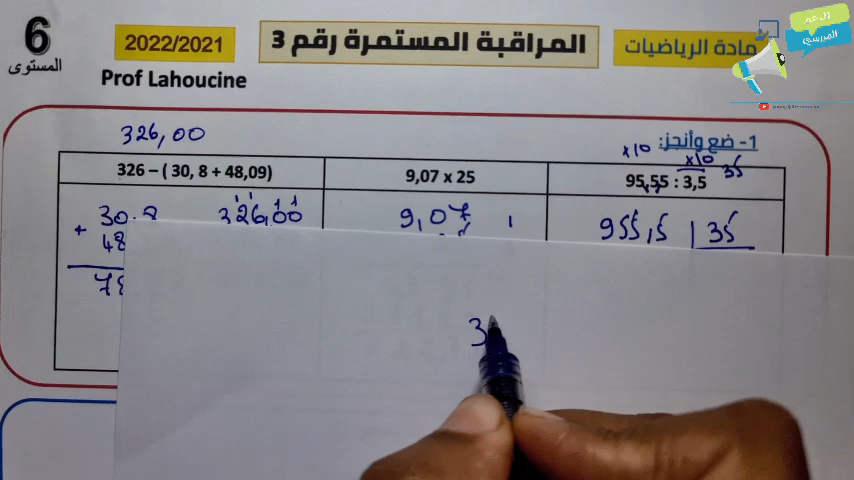 6
المستوى
2022/2021
المراقبة المستمرة رقم 3
مادة الرياضيات
الدعم
المدرسي
Prof Lahoucine
326,00
1- ضع وأنجز:
x10
x10 35
326 – ( 30, 8 + 48,09)
9,07 x 25
95,55 : 3,5
30.8
+ 48
78
326,00
9,07
955,5 | 35
3